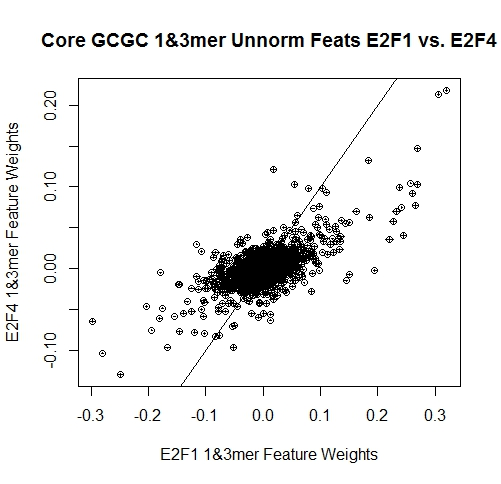 Core GCGC 1&3mer Unnorm Feats E2F1 vs. E2F4
E2F4 1&3mer Feature Weights
0.20
0.10
0.00
-0.10
-0.3 -0.2 -0.1 0.0 0.1 0.2 0.3
E2F1 1&3mer Feature Weights